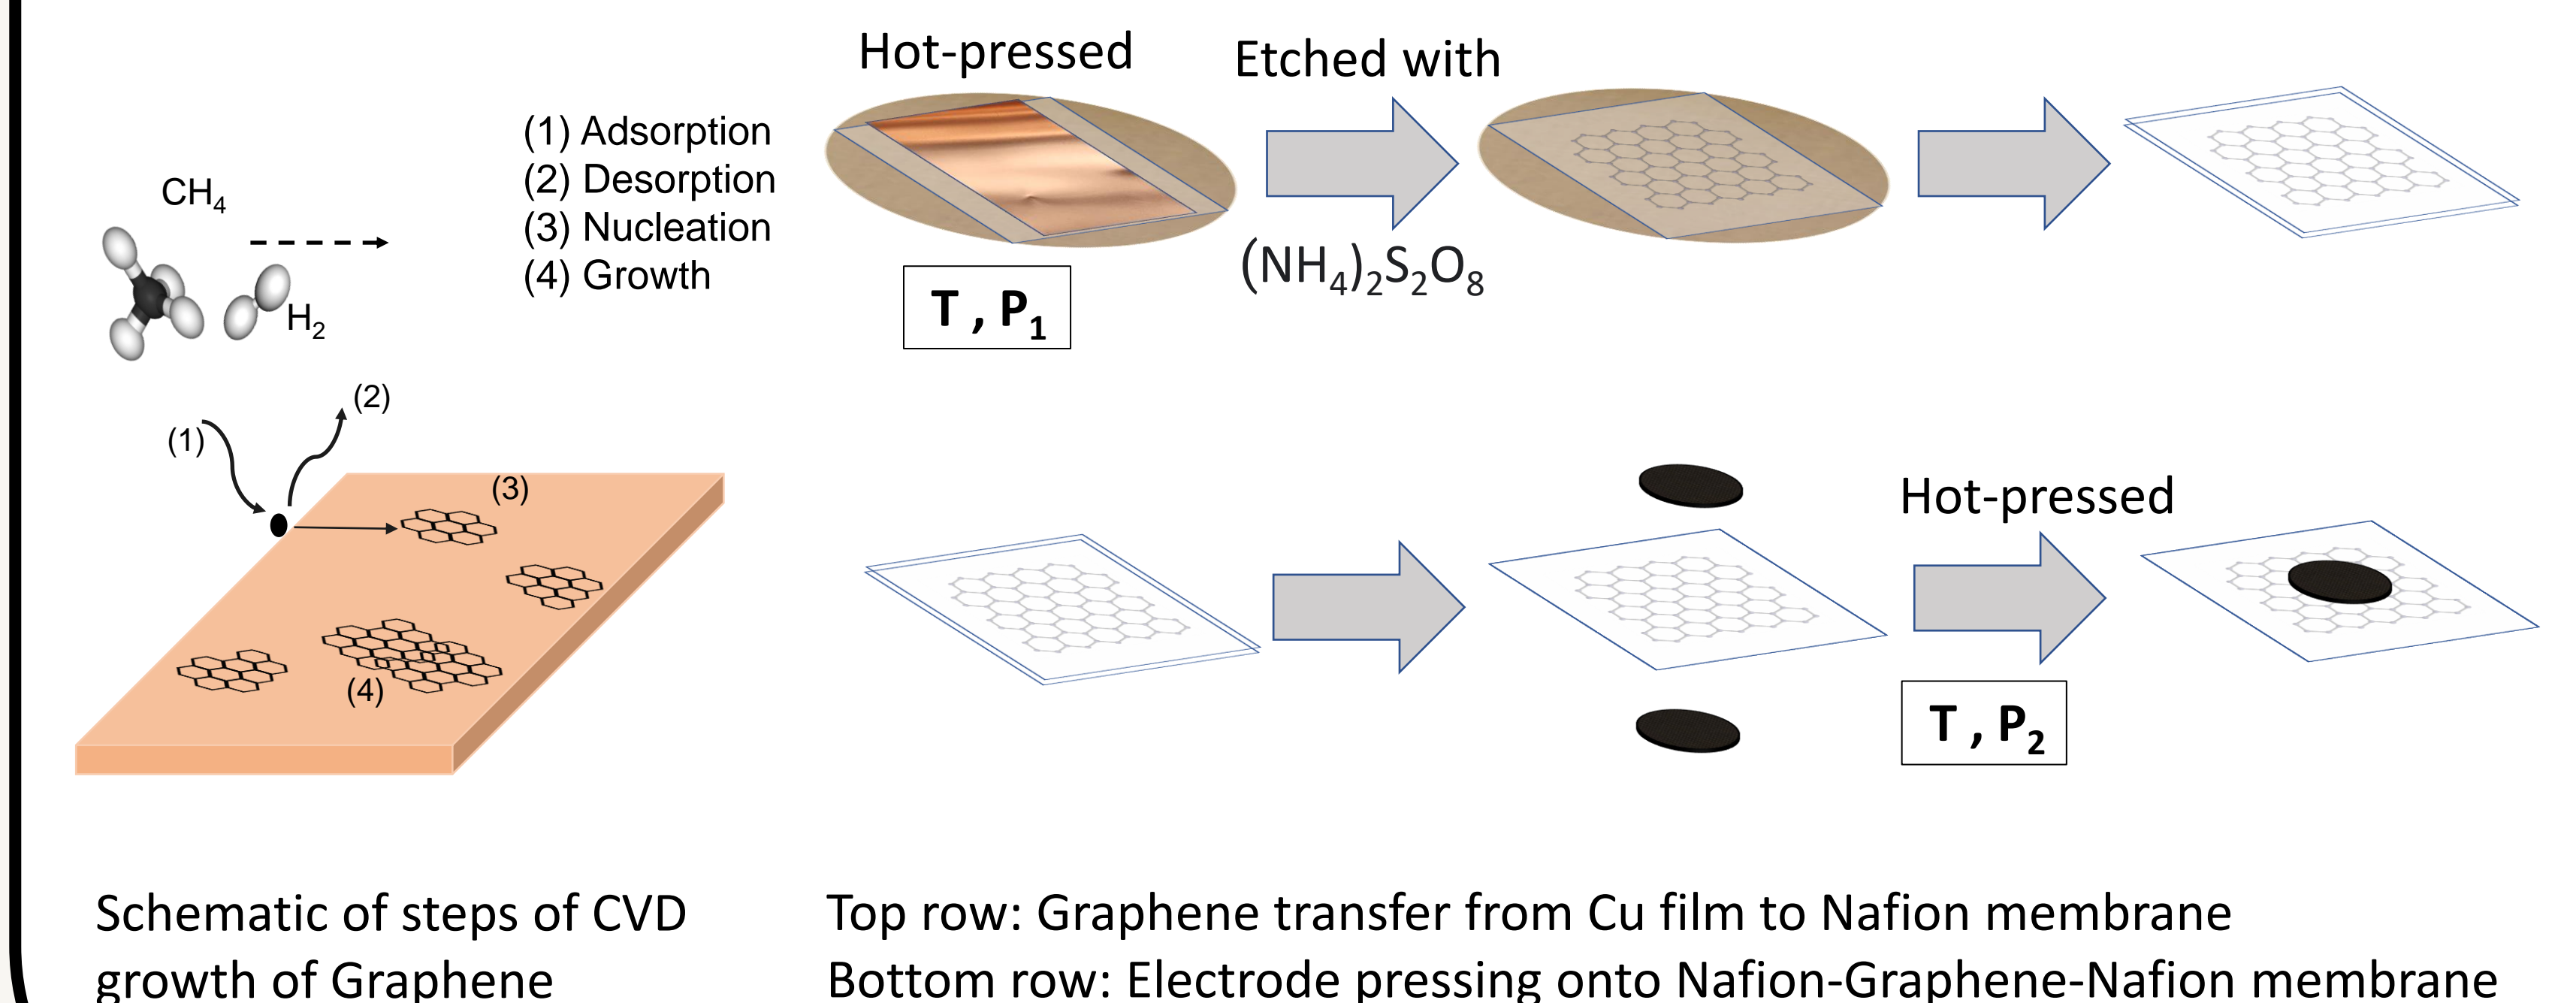 CH₄
H₂
(1) Adsorption
(2) Desorption
(3) Nucleation
(4) Growth
(1)
(2)
(3)
(4)
Hot-pressed
T , P₁
Etched with
(NH₄)₂S₂O₈
Hot-pressed
T , P₂
Schematic of steps of CVD
growth of Graphene
Top row: Graphene transfer from Cu film to Nafion membrane
Bottom row: Electrode pressing onto Nafion-Graphene-Nafion membrane